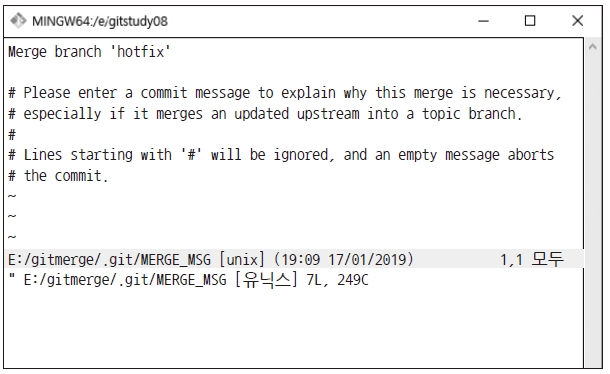 MINGW64:/e/gitstudy08
Merge branch 'hotfix'
# Please enter a commit message to explain why this merge is necessary,
# especially if it merges an updated upstream into a topic branch.
#
# Lines starting with '#' will be ignored, and an empty message aborts
# the commit.
~
~
~
E:/gitmerge/.git/MERGE_MSG [unix] (19:09 17/01/2019) 1,1 모두
" E:/gitmerge/.git/MERGE_MSG [유닉스] 7L, 249C